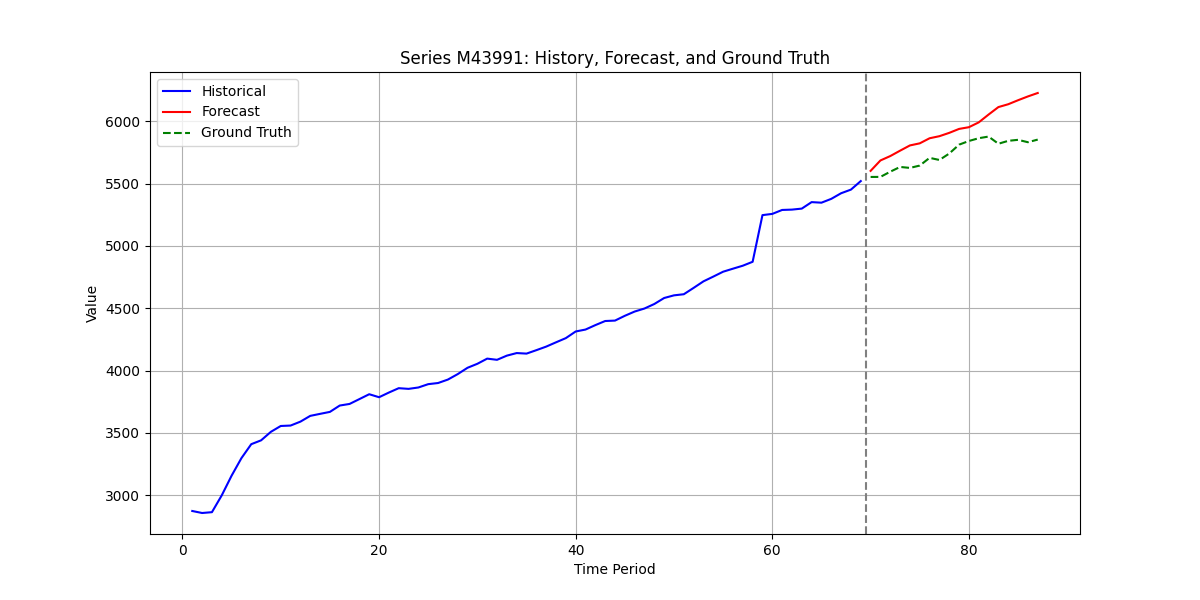 Series M43991: History, Forecast, and Ground Truth
Historical
Forecast
Ground Truth
6000
5500
5000
4500
4000
3500
3000
Value
0 20 40 60 80
Time Period